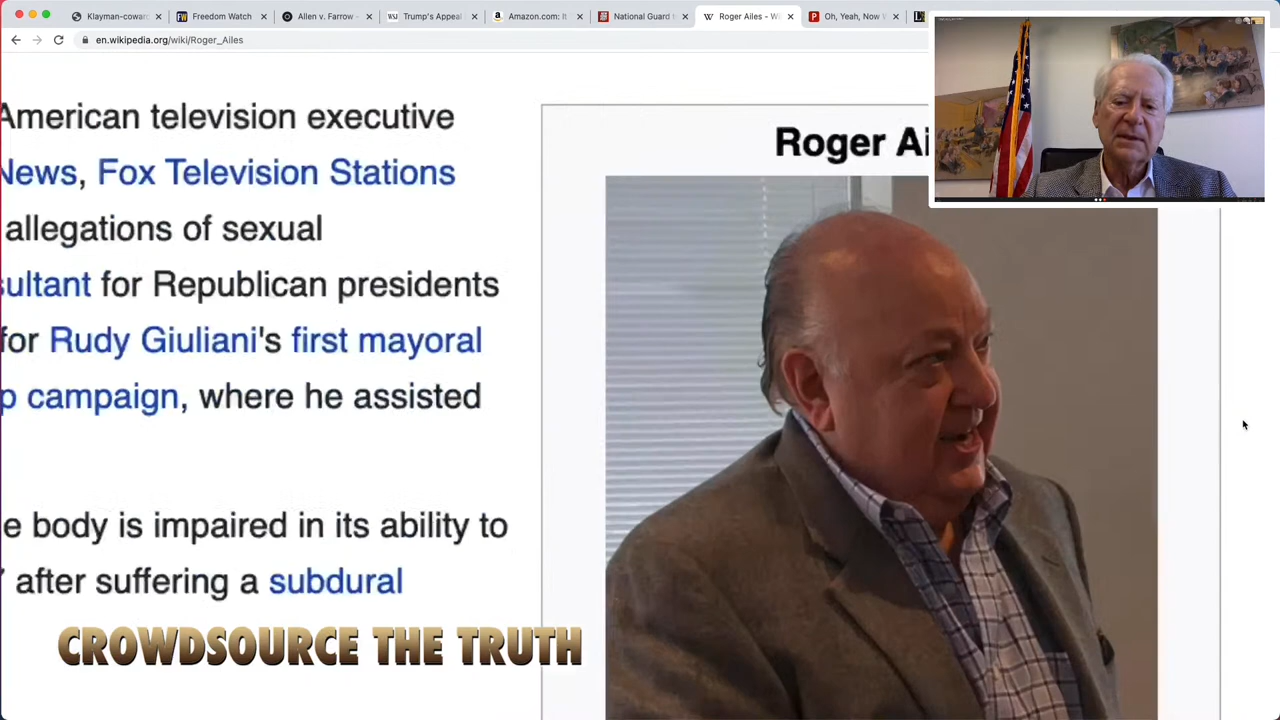 Klayman-cowar
Freedom Watch
Allen v. Farrow –
Trump's Appeal
Amazon.com: It
National Guard t
Roger Ailes - Wi
Oh, Yeah, Now
en.wikipedia.org/wiki/Roger_Ailes
American television executive
News, Fox Television Stations
allegations of sexual
sultant for Republican presidents
for Rudy Giuliani's first mayoral
p campaign, where he assisted
e body is impaired in its ability to
after suffering a subdural
Roger Ai
CROWDSOURCE THE TRUTH